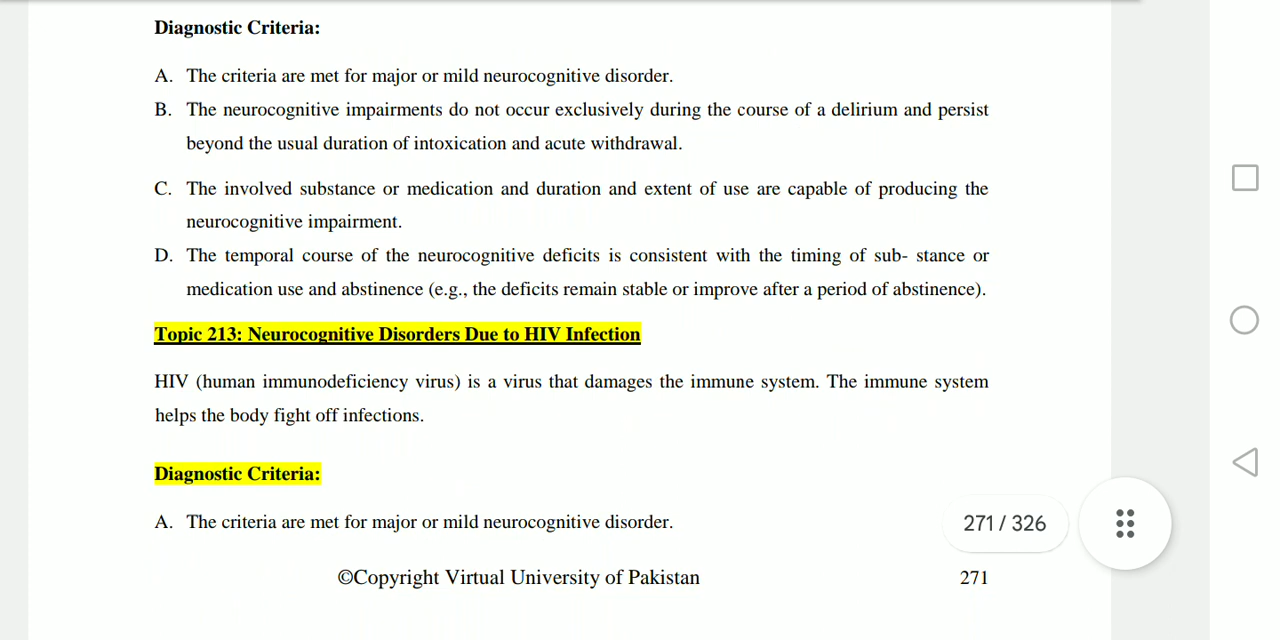 Diagnostic Criteria:
A. The criteria are met for major or mild neurocognitive disorder.
B. The neurocognitive impairments do not occur exclusively during the course of a delirium and persist
beyond the usual duration of intoxication and acute withdrawal.
C. The involved substance or medication and duration and extent of use are capable of producing the
neurocognitive impairment.
D. The temporal course of the neurocognitive deficits is consistent with the timing of sub- stance or
medication use and abstinence (e.g., the deficits remain stable or improve after a period of abstinence).
Topic 213: Neurocognitive Disorders Due to HIV Infection
HIV (human immunodeficiency virus) is a virus that damages the immune system. The immune system
helps the body fight off infections.
Diagnostic Criteria:
A. The criteria are met for major or mild neurocognitive disorder.
271 / 326
©Copyright Virtual University of Pakistan 271